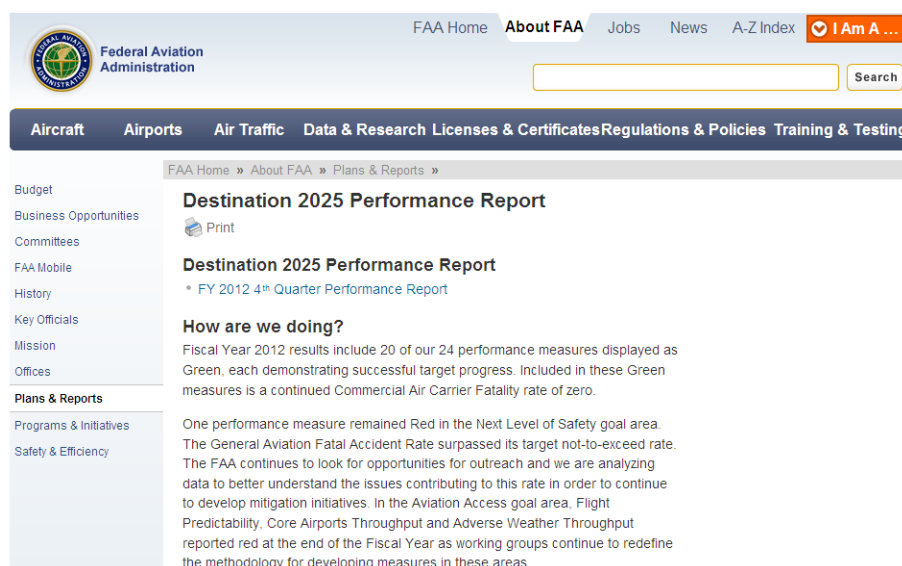 FAA Home About FAA Jobs News A-Z Index I Am A ...
FEDERAL AVIATION ADMINISTRATION
Federal Aviation
Administration
Search
Aircraft Airports Air Traffic Data & Research Licenses & Certificates Regulations & Policies Training & Testing
FAA Home » About FAA » Plans & Reports »
Budget
Business Opportunities
Committees
FAA Mobile
History
Key Officials
Mission
Offices
Plans & Reports
Programs & Initiatives
Safety & Efficiency
Destination 2025 Performance Report
Print
Destination 2025 Performance Report
• FY 2012 4th Quarter Performance Report
How are we doing?
Fiscal Year 2012 results include 20 of our 24 performance measures displayed as
Green, each demonstrating successful target progress. Included in these Green
measures is a continued Commercial Air Carrier Fatality rate of zero.
One performance measure remained Red in the Next Level of Safety goal area.
The General Aviation Fatal Accident Rate surpassed its target not-to-exceed rate.
The FAA continues to look for opportunities for outreach and we are analyzing
data to better understand the issues contributing to this rate in order to continue
to develop mitigation initiatives. In the Aviation Access goal area, Flight
Predictability, Core Airports Throughput and Adverse Weather Throughput
reported red at the end of the Fiscal Year as working groups continue to redefine
the methodology for developing measures in these areas.